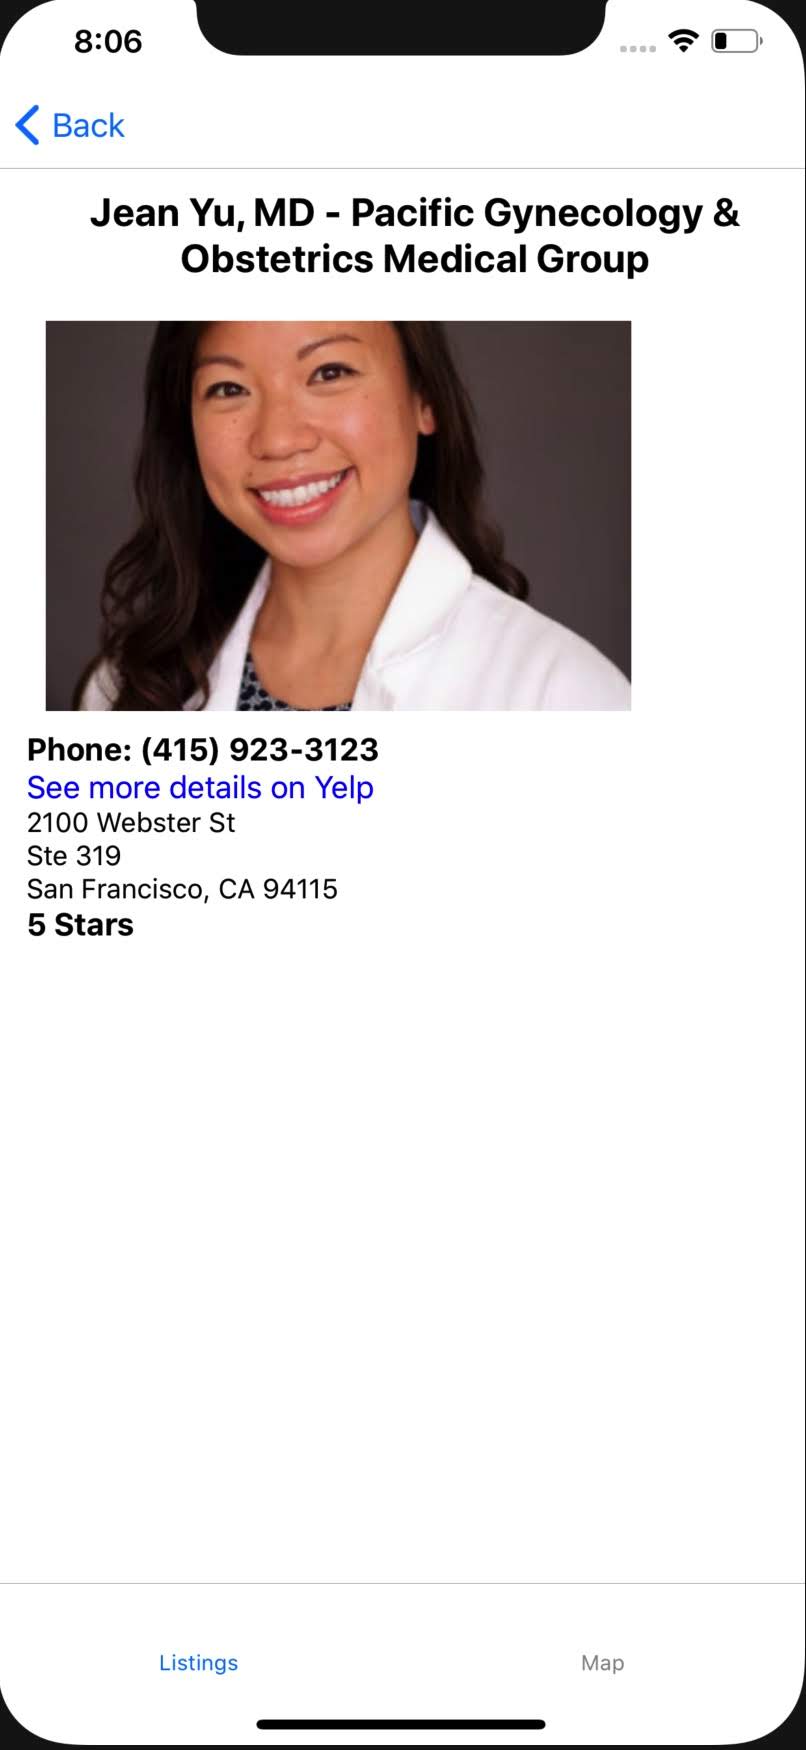 8:06
Back
Jean Yu, MD - Pacific Gynecology &
Obstetrics Medical Group
Phone: (415) 923-3123
See more details on Yelp
2100 Webster St
Ste 319
San Francisco, CA 94115
5 Stars
Listings
Map